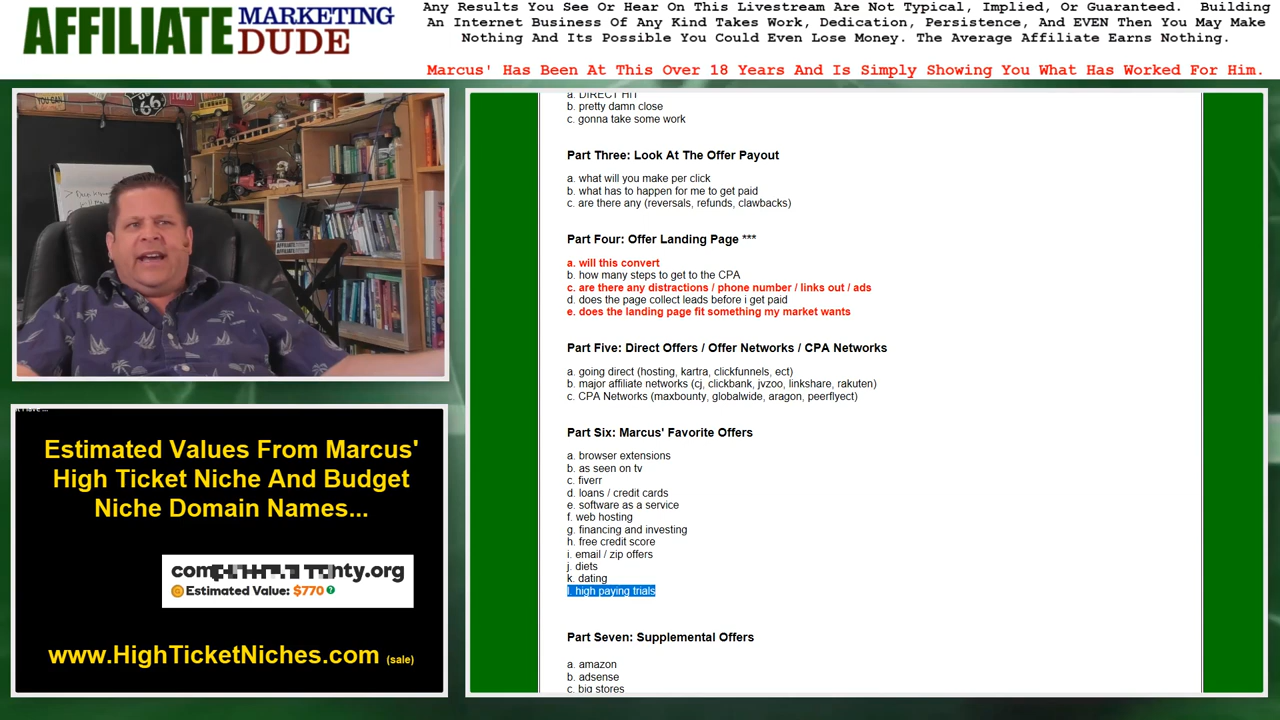 AFFILIATE MARKETING DUDE
Any Results You See Or Hear On This Livestream Are Not Typical, Implied, Or Guaranteed. Building
An Internet Business Of Any Kind Takes Work, Dedication, Persistence, And EVEN Then You May Make
Nothing And Its Possible You Could Even Lose Money. The Average Affiliate Earns Nothing.
Marcus' Has Been At This Over 18 Years And Is Simply Showing You What Has Worked For Him.
YOU CAN
66
a. DIRECT HIT
b. pretty damn close
c. gonna take some work
Part Three: Look At The Offer Payout
a. what will you make per click
b. what has to happen for me to get paid
c. are there any (reversals, refunds, clawbacks)
Part Four: Offer Landing Page ***
a. will this convert
b. how many steps to get to the CPA
c. are there any distractions / phone number / links out / ads
d. does the page collect leads before i get paid
e. does the landing page fit something my market wants
Part Five: Direct Offers / Offer Networks / CPA Networks
a. going direct (hosting, kartra, clickfunnels, ect)
b. major affiliate networks (cj, clickbank, jvzoo, linkshare, rakuten)
c. CPA Networks (maxbounty, globalwide, aragon, peerflyect)
Part Six: Marcus' Favorite Offers
a. browser extensions
b. as seen on tv
c. fiverr
d. loans / credit cards
e. software as a service
f. web hosting
g. financing and investing
h. free credit score
i. email / zip offers
j. diets
k. dating
l. high paying trials
Part Seven: Supplemental Offers
a. amazon
b. adsense
c. big stores
Estimated Values From Marcus'
High Ticket Niche And Budget
Niche Domain Names...
Estimated Value: $770 ?
www.HighTicketNiches.com (sale)